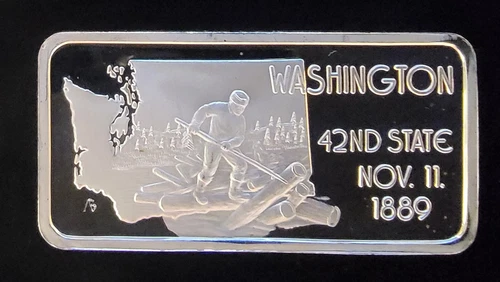 WASHINGTON
42ND STATE
NOV. 11.
1889